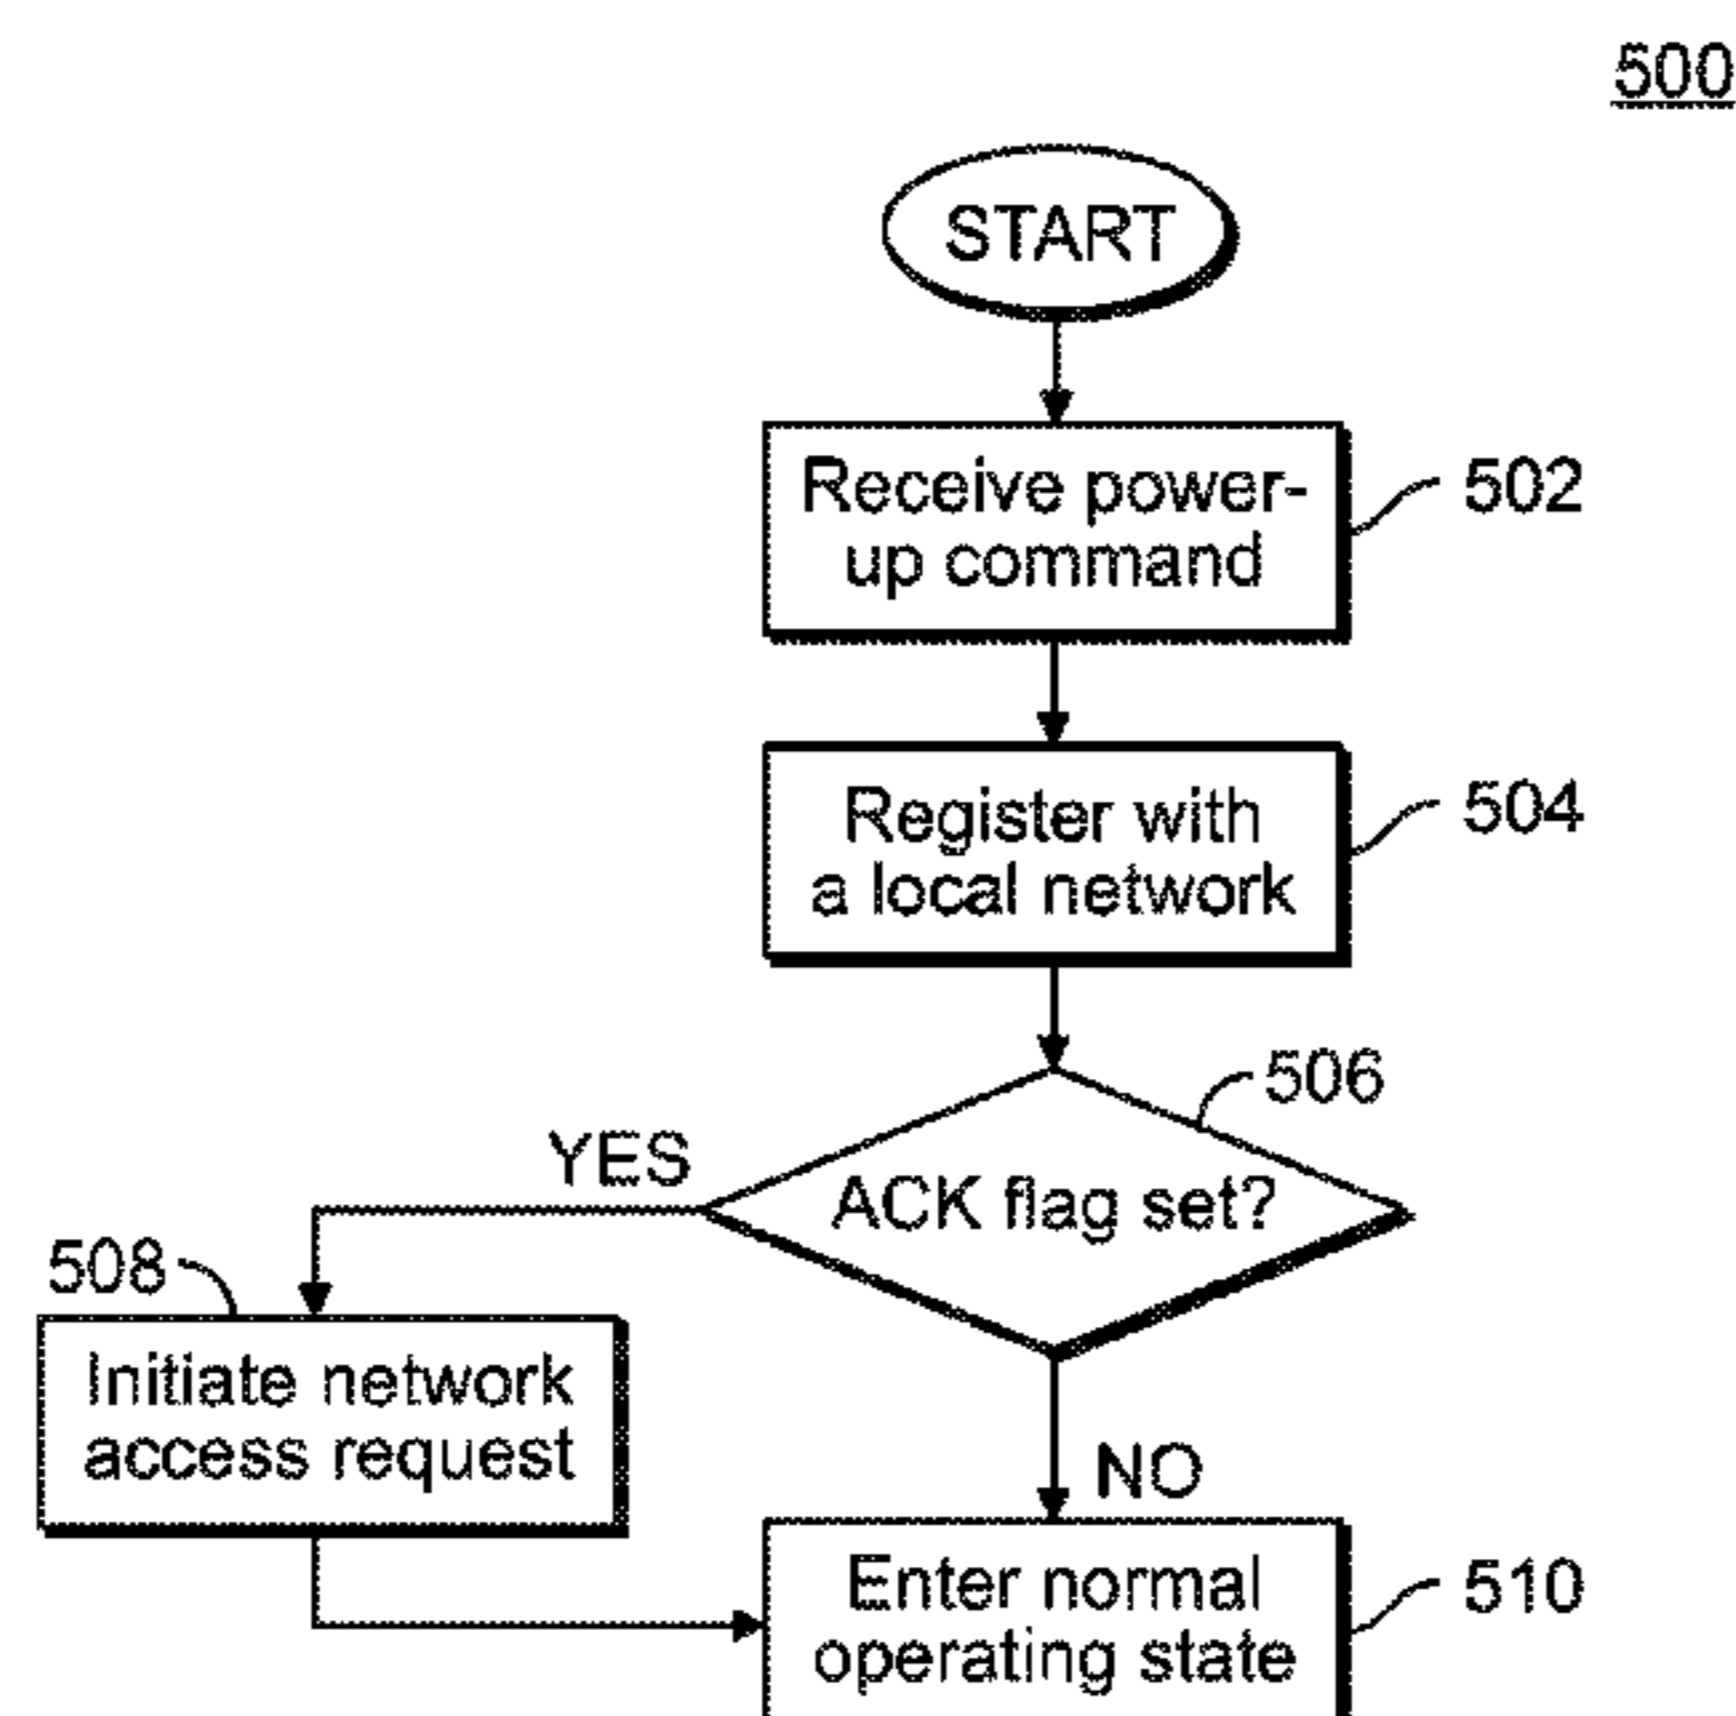 500
START
Receive power-
up command
502
Register with
a local network
504
506
YES
ACK flag set?
508
Initiate network
access request
NO
Enter normal
operating state
510